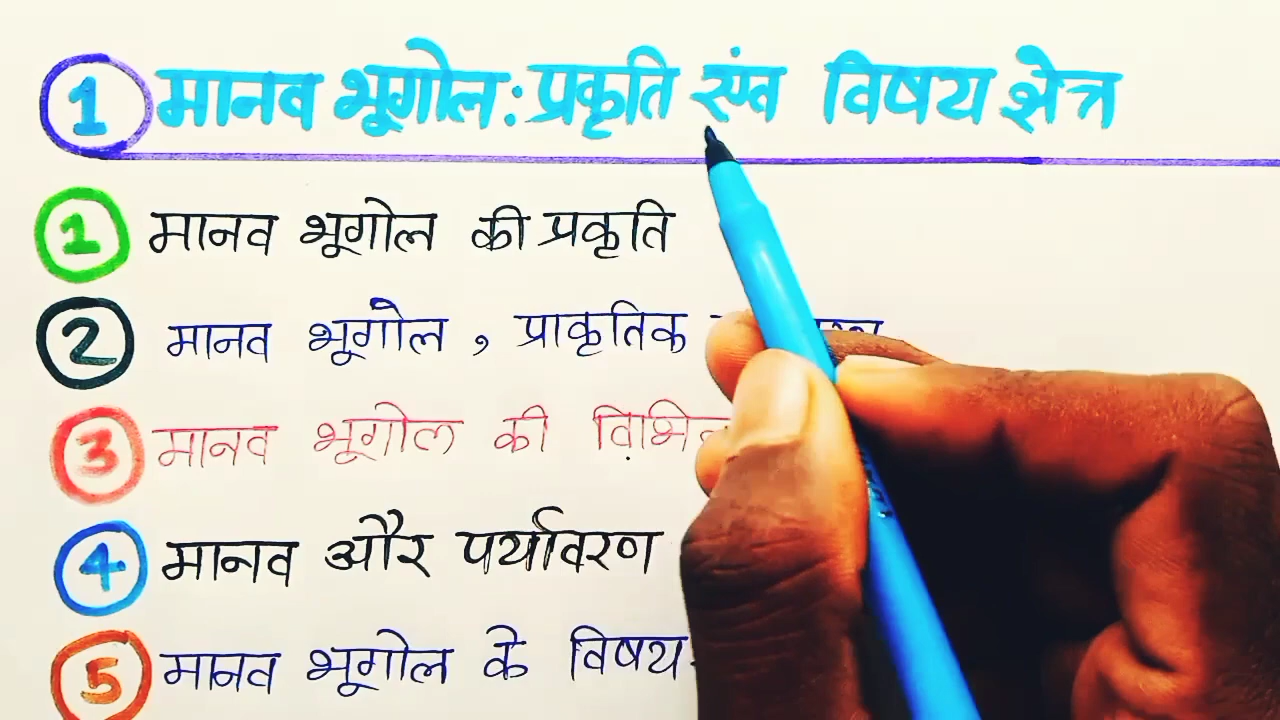 1 मानव भूगोल : प्रकृति एंव विषय क्षेत्र
1 मानव भूगोल की प्रकृति
2 मानव भूगोल , प्राकृतिक
3 मानव भूगोल की
4 मानव और पर्यावरण
5 मानव भूगोल के विषय